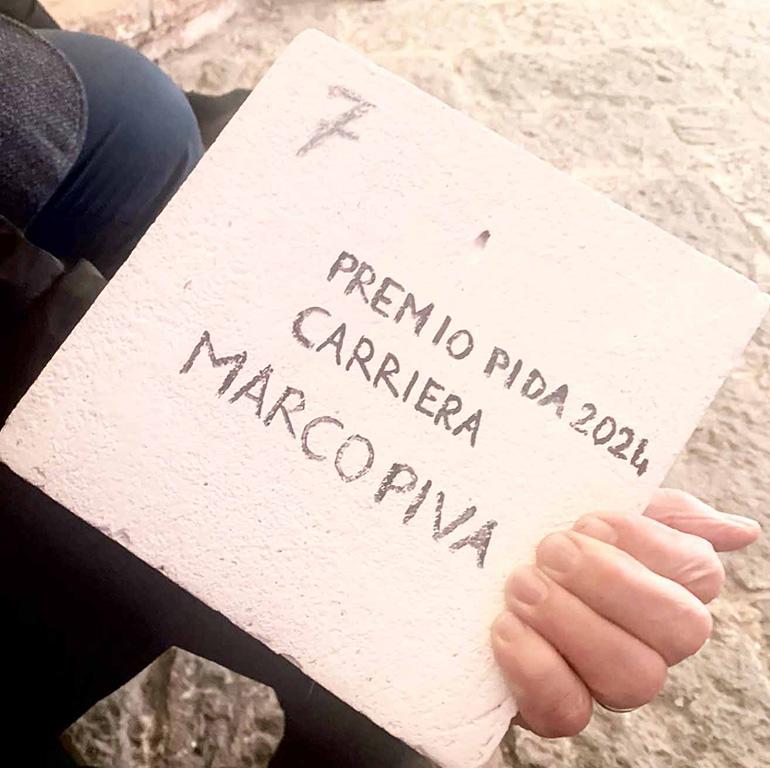 7
PREMIO PIDA 2024
CARRIERA
MARCO PIVA